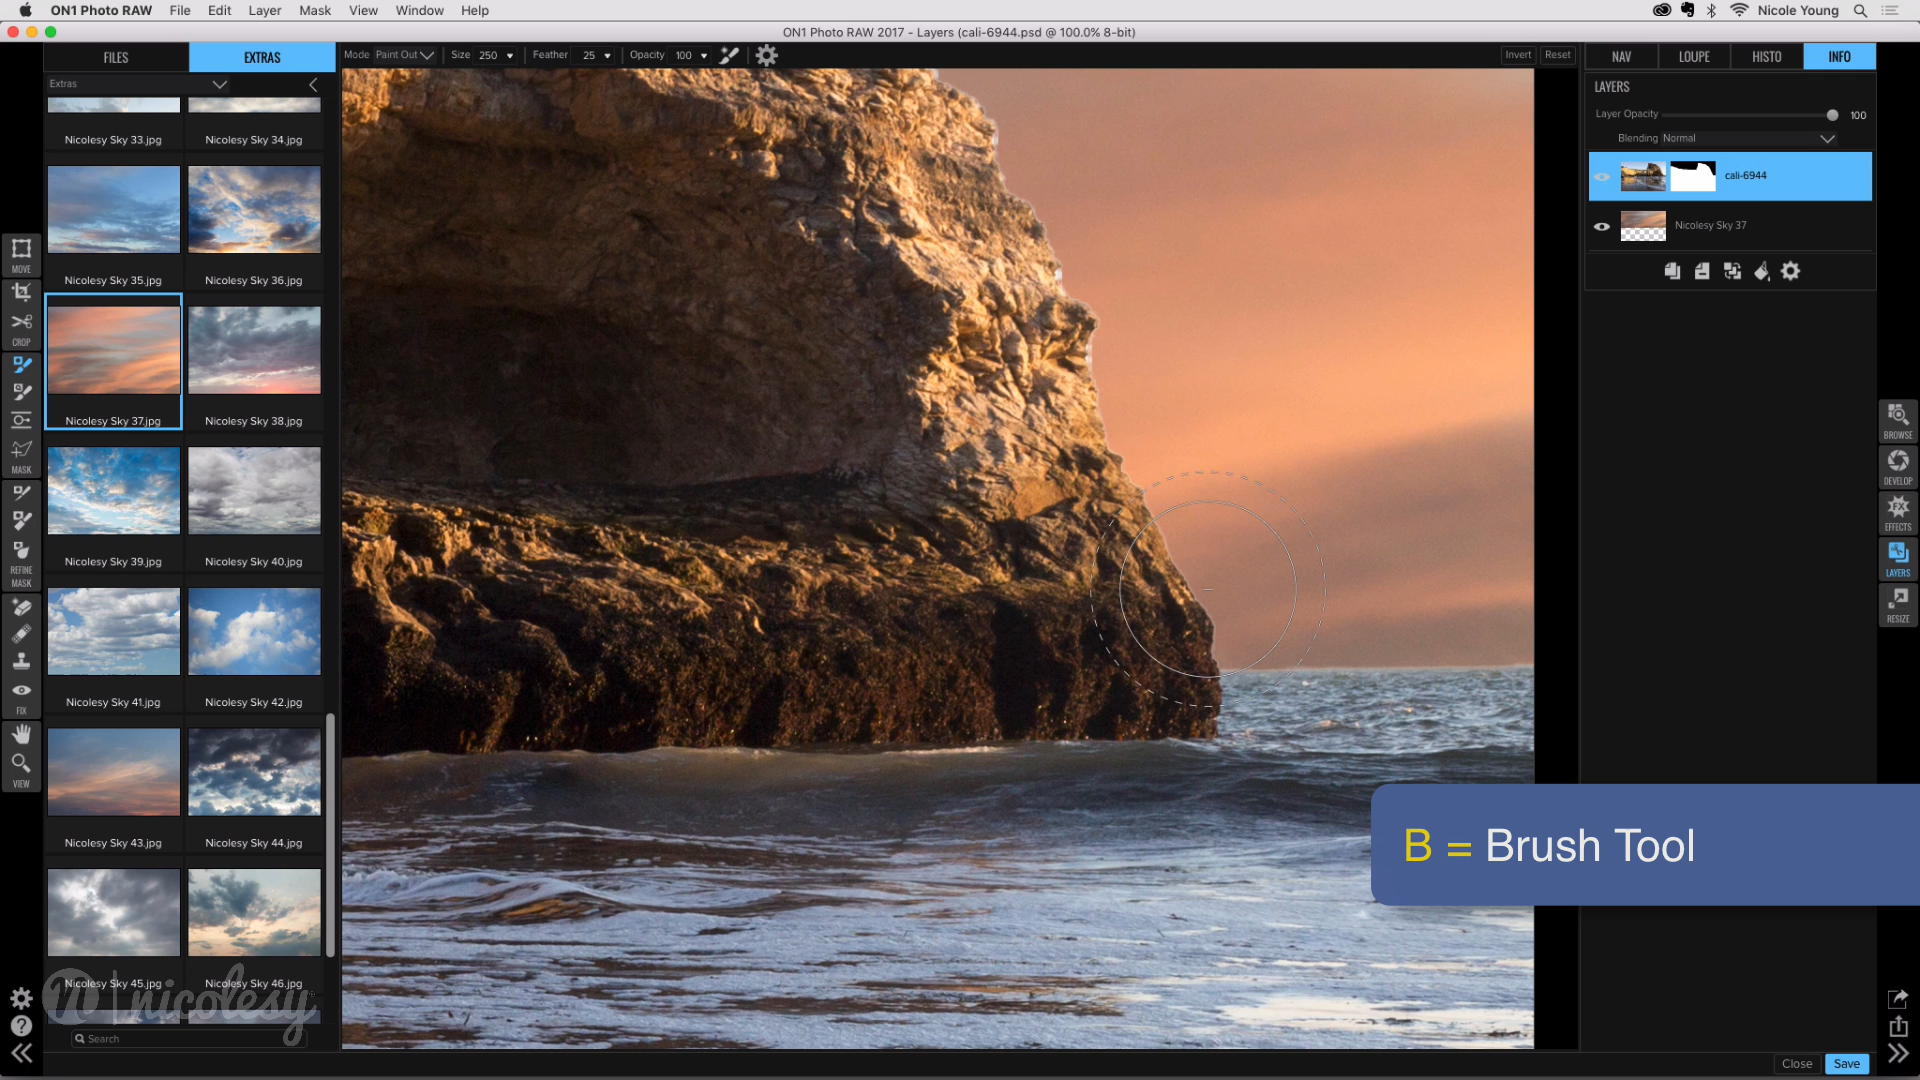 ON1 Photo RAW File Edit Layer Mask View Window Help Nicole Young
ON1 Photo RAW 2017 - Layers (cali-6944.psd @ 100.0% 8-bit)
FILES EXTRAS
Mode Paint Out Size 250 Feather 25 Opacity 100 Invert Reset
NAV LOUPE HISTO INFO
Extras
LAYERS
Layer Opacity 100
Blending Normal
cali-6944
Nicolesy Sky 37
Nicolesy Sky 33.jpg Nicolesy Sky 34.jpg
Nicolesy Sky 35.jpg Nicolesy Sky 36.jpg
Nicolesy Sky 37.jpg Nicolesy Sky 38.jpg
Nicolesy Sky 39.jpg Nicolesy Sky 40.jpg
Nicolesy Sky 41.jpg Nicolesy Sky 42.jpg
Nicolesy Sky 43.jpg Nicolesy Sky 44.jpg
Nicolesy Sky 45.jpg Nicolesy Sky 46.jpg
MOVE
CROP
MASK
REFINE
MASK
FIX
VIEW
BROWSE
DEVELOP
FX
EFFECTS
LAYERS
RESIZE
B = Brush Tool
n | nicolesy
Search
Close Save